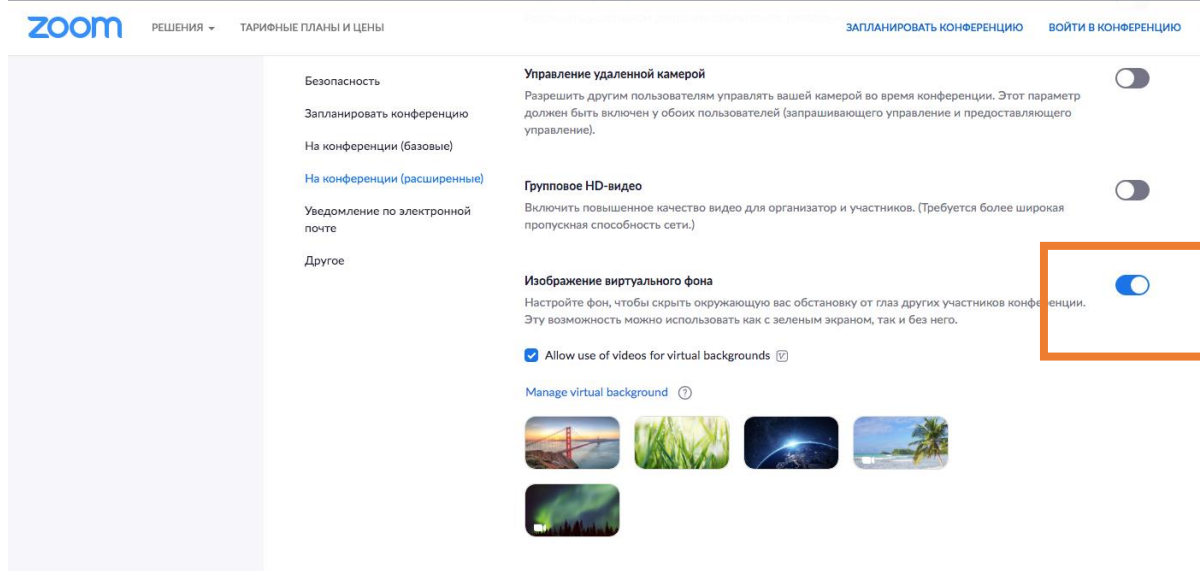 zoom РЕШЕНИЯ ТАРИФНЫЕ ПЛАНЫ И ЦЕНЫ ЗАПЛАНИРОВАТЬ КОНФЕРЕНЦИЮ ВОЙТИ В КОНФЕРЕНЦИЮ
Безопасность
Запланировать конференцию
На конференции (базовые)
На конференции (расширенные)
Уведомление по электронной
почте
Другое
Управление удаленной камерой
Разрешить другим пользователям управлять вашей камерой во время конференции. Этот параметр
должен быть включен у обоих пользователей (запрашивающего управление и предоставляющего
управление).
Групповое HD-видео
Включить повышенное качество видео для организатор и участников. (Требуется более широкая
пропускная способность сети.)
Изображение виртуального фона
Настройте фон, чтобы скрыть окружающую вас обстановку от глаз других участников конференции.
Эту возможность можно использовать как с зеленым экраном, так и без него.
Allow use of videos for virtual backgrounds
Manage virtual background ?